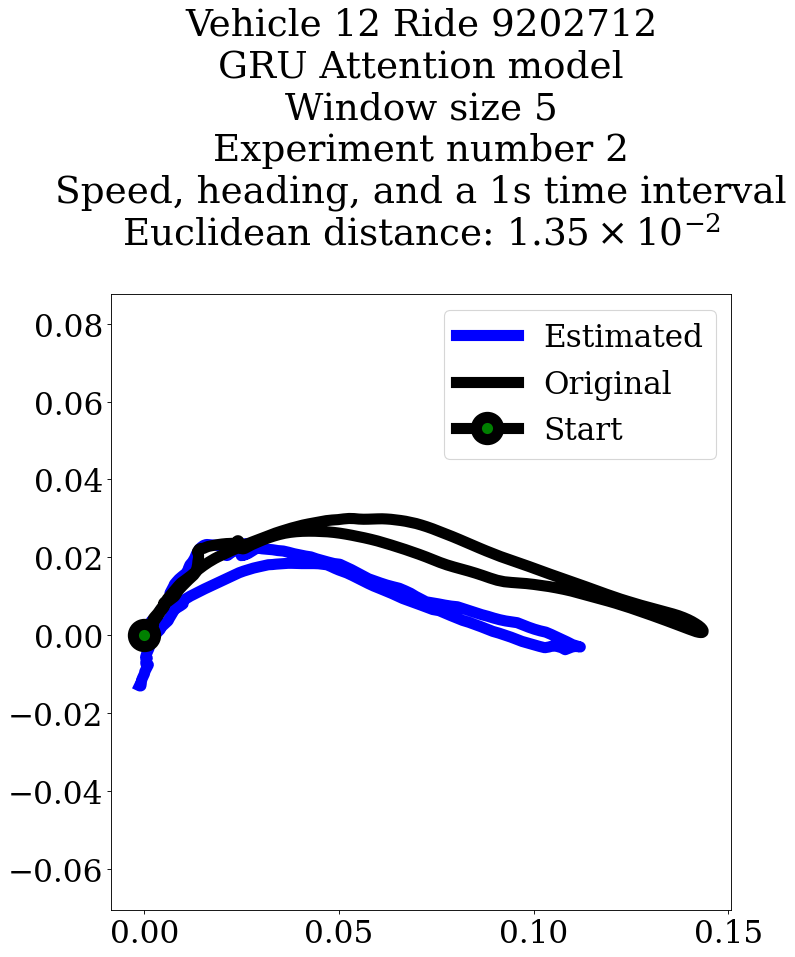 Vehicle 12 Ride 9202712
GRU Attention model
Window size 5
Experiment number 2
Speed, heading, and a 1s time interval
Euclidean distance: 1.35 × 10⁻²
Estimated
Original
Start
0.08
0.06
0.04
0.02
0.00
−0.02
−0.04
−0.06
0.00 0.05 0.10 0.15